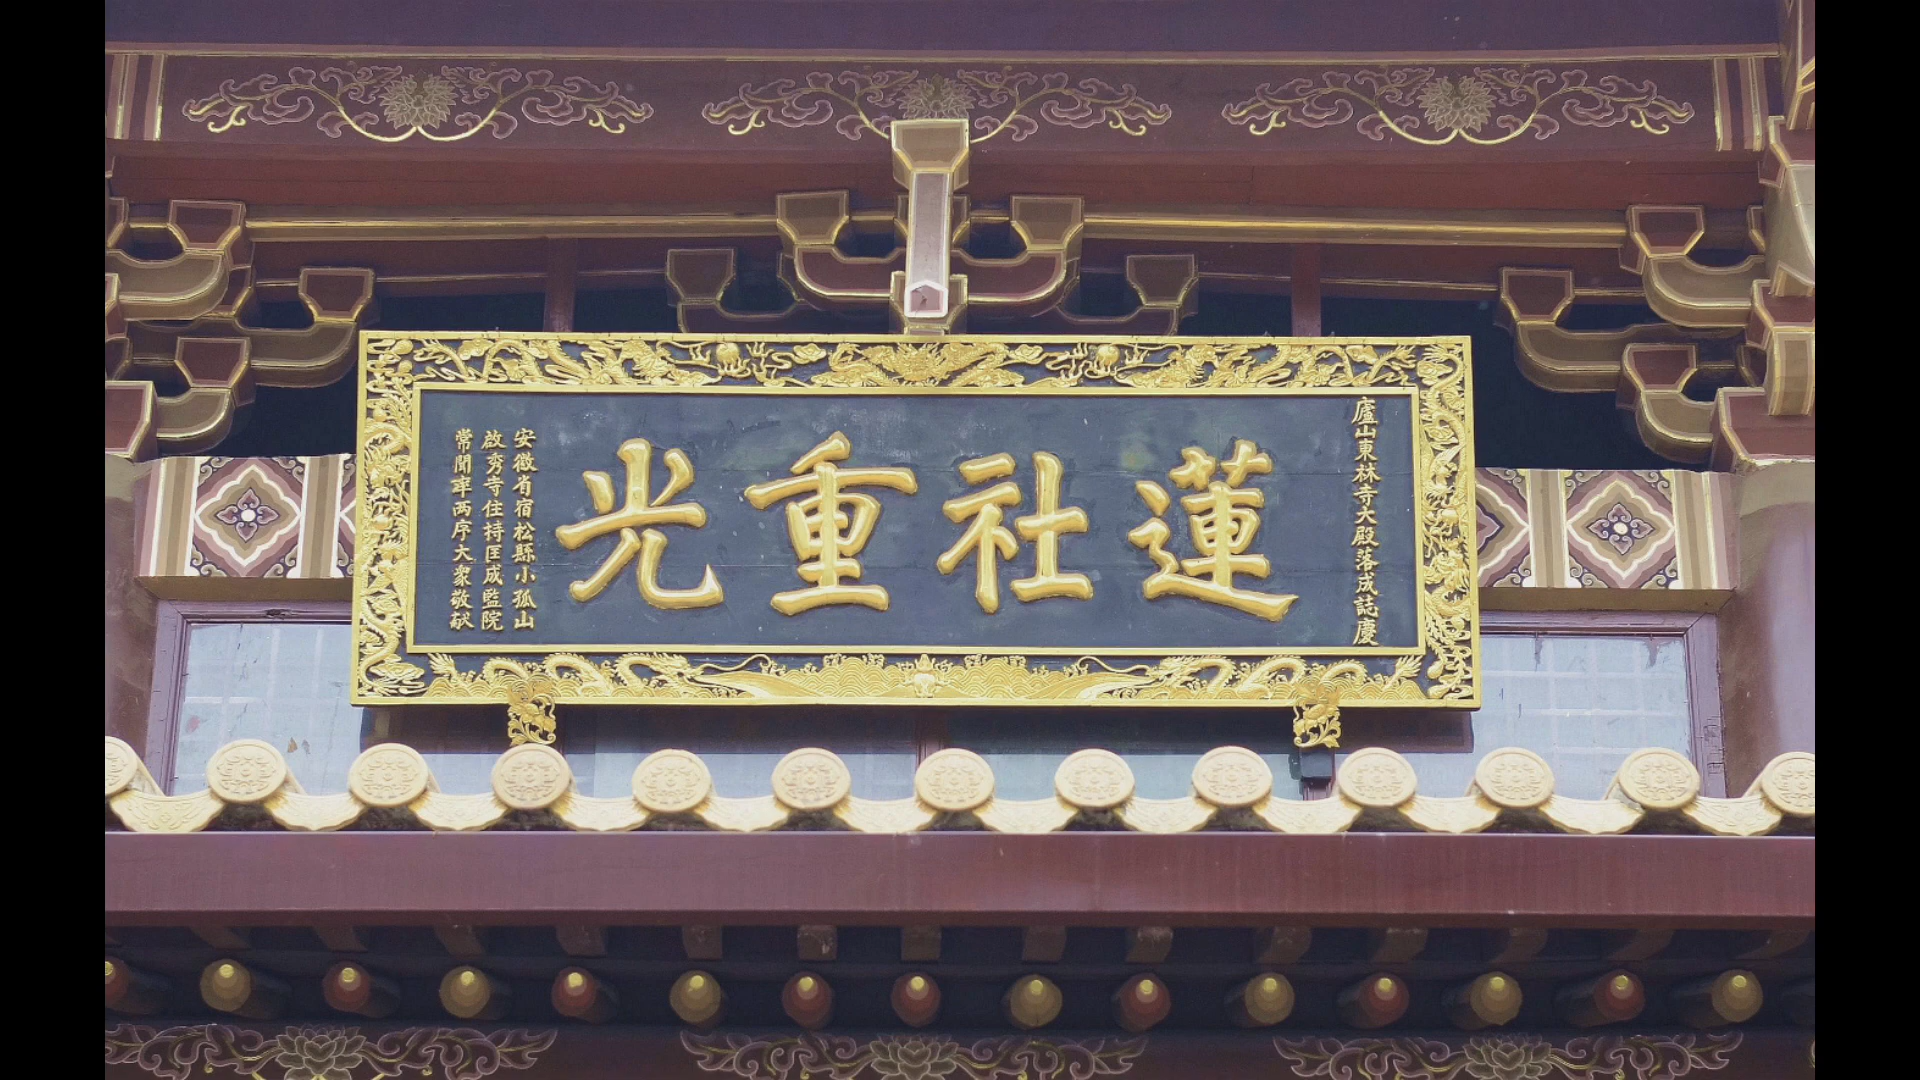 廬山東林寺大殿落成誌慶
蓮社重光
安徽省宿松縣小孤山
啟秀寺住持匡成監院
常聞率两序大衆敬献